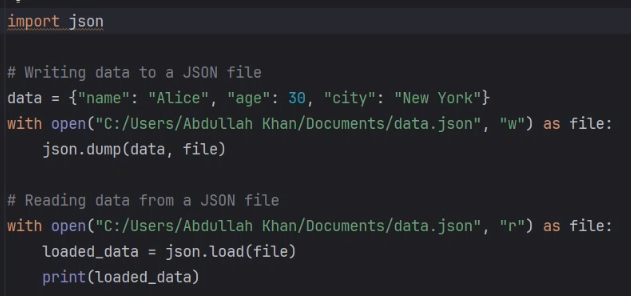 import json
# Writing data to a JSON file
data = {"name": "Alice", "age": 30, "city": "New York"}
with open("C:/Users/Abdullah Khan/Documents/data.json", "w") as file:
    json.dump(data, file)
# Reading data from a JSON file
with open("C:/Users/Abdullah Khan/Documents/data.json", "r") as file:
    loaded_data = json.load(file)
    print(loaded_data)